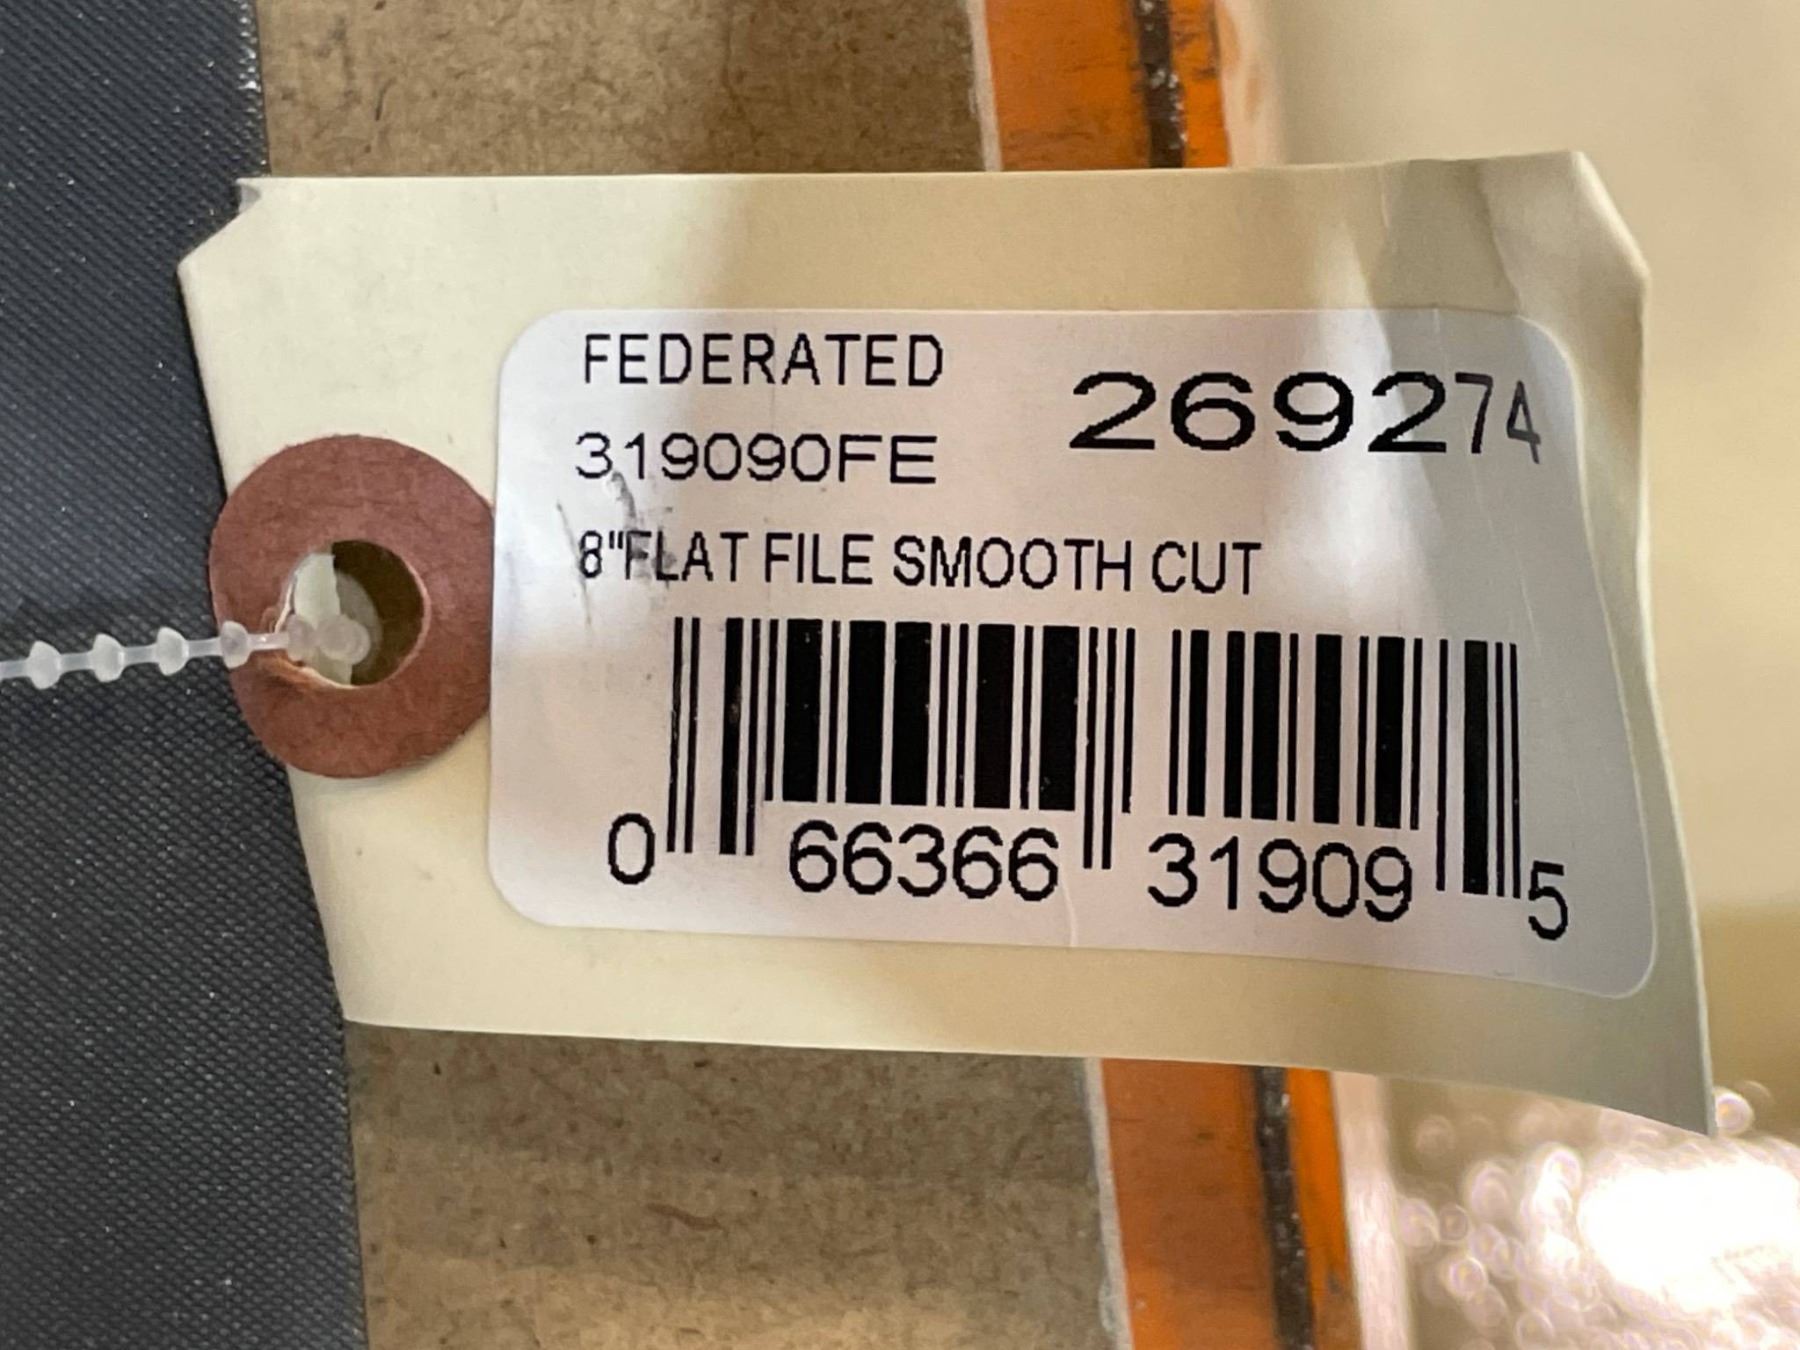 FEDERATED
269274
319090FE
8"FLAT FILE SMOOTH CUT
0 66366 31909 5